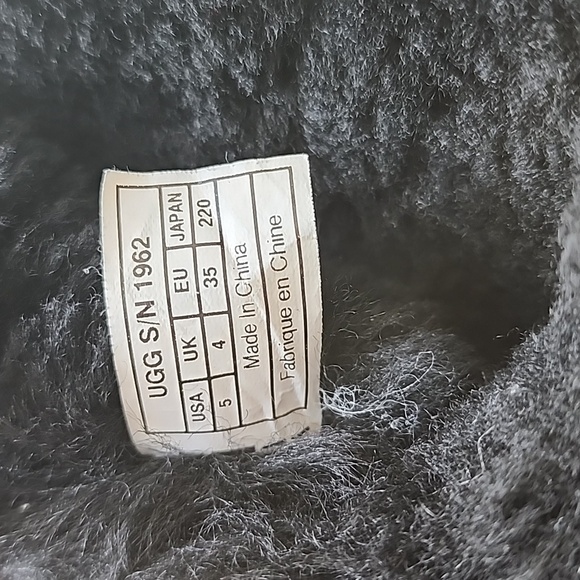 UGG S/N 1962
USA UK EU JAPAN
5 4 35 220
Made In China
Fabrique en Chine